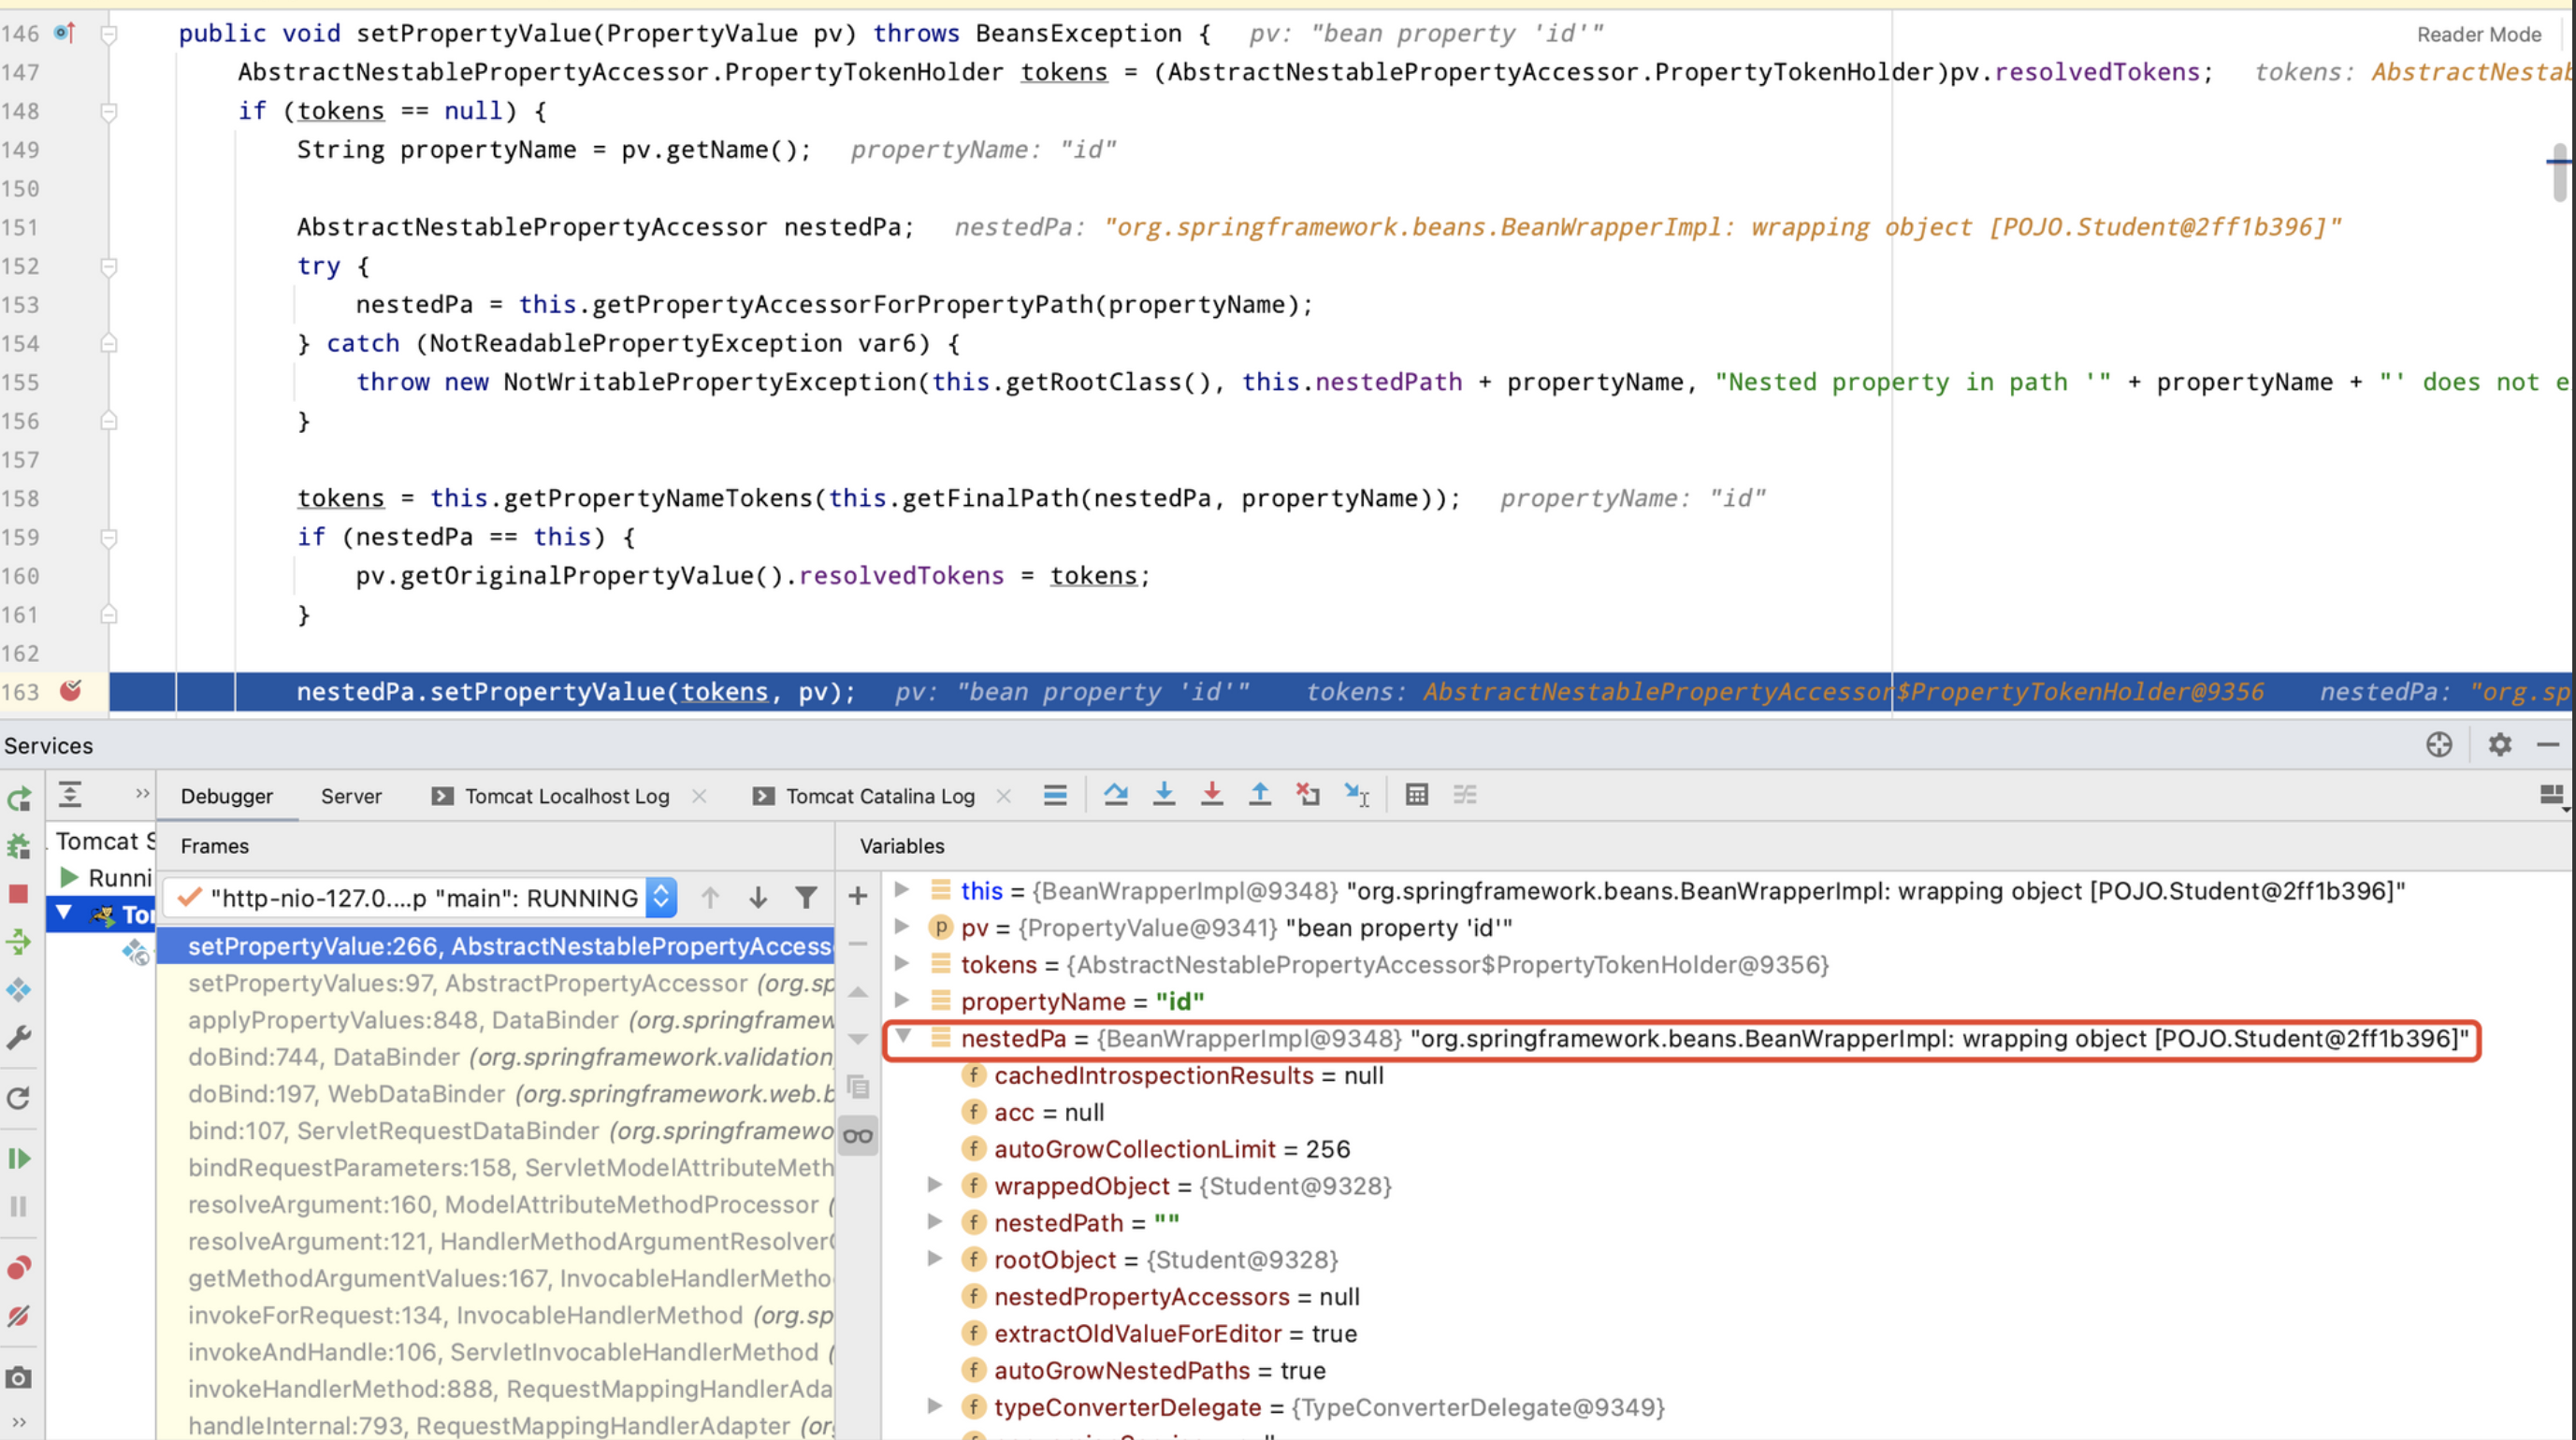 146 public void setPropertyValue(PropertyValue pv) throws BeansException { pv: "bean property 'id'" Reader Mode
147 AbstractNestablePropertyAccessor.PropertyTokenHolder tokens = (AbstractNestablePropertyAccessor.PropertyTokenHolder)pv.resolvedTokens; tokens: AbstractNestab
148 if (tokens == null) {
149 String propertyName = pv.getName(); propertyName: "id"
150
151 AbstractNestablePropertyAccessor nestedPa; nestedPa: "org.springframework.beans.BeanWrapperImpl: wrapping object [POJO.Student@2ff1b396]"
152 try {
153 nestedPa = this.getPropertyAccessorForPropertyPath(propertyName);
154 } catch (NotReadablePropertyException var6) {
155 throw new NotWritablePropertyException(this.getRootClass(), this.nestedPath + propertyName, "Nested property in path '" + propertyName + "' does not e
156 }
157
158 tokens = this.getPropertyNameTokens(this.getFinalPath(nestedPa, propertyName)); propertyName: "id"
159 if (nestedPa == this) {
160 pv.getOriginalPropertyValue().resolvedTokens = tokens;
161 }
162
163 nestedPa.setPropertyValue(tokens, pv); pv: "bean property 'id'" tokens: AbstractNestablePropertyAccessor$PropertyTokenHolder@9356 nestedPa: "org.sp
Services
Debugger Server Tomcat Localhost Log Tomcat Catalina Log
Tomcat S
Runni
Tor
Frames
"http-nio-127.0....p "main": RUNNING
setPropertyValue:266, AbstractNestablePropertyAccess
setPropertyValues:97, AbstractPropertyAccessor (org.sp
applyPropertyValues:848, DataBinder (org.springframew
doBind:744, DataBinder (org.springframework.validation
doBind:197, WebDataBinder (org.springframework.web.b
bind:107, ServletRequestDataBinder (org.springframewo
bindRequestParameters:158, ServletModelAttributeMeth
resolveArgument:160, ModelAttributeMethodProcessor (
resolveArgument:121, HandlerMethodArgumentResolver
getMethodArgumentValues:167, InvocableHandlerMetho
invokeForRequest:134, InvocableHandlerMethod (org.sp
invokeAndHandle:106, ServletInvocableHandlerMethod (
invokeHandlerMethod:888, RequestMappingHandlerAda
handleInternal:793, RequestMappingHandlerAdapter (or
Variables
this = {BeanWrapperImpl@9348} "org.springframework.beans.BeanWrapperImpl: wrapping object [POJO.Student@2ff1b396]"
p pv = {PropertyValue@9341} "bean property 'id'"
tokens = {AbstractNestablePropertyAccessor$PropertyTokenHolder@9356}
propertyName = "id"
nestedPa = {BeanWrapperImpl@9348} "org.springframework.beans.BeanWrapperImpl: wrapping object [POJO.Student@2ff1b396]"
f cachedIntrospectionResults = null
f acc = null
f autoGrowCollectionLimit = 256
f wrappedObject = {Student@9328}
f nestedPath = ""
f rootObject = {Student@9328}
f nestedPropertyAccessors = null
f extractOldValueForEditor = true
f autoGrowNestedPaths = true
f typeConverterDelegate = {TypeConverterDelegate@9349}